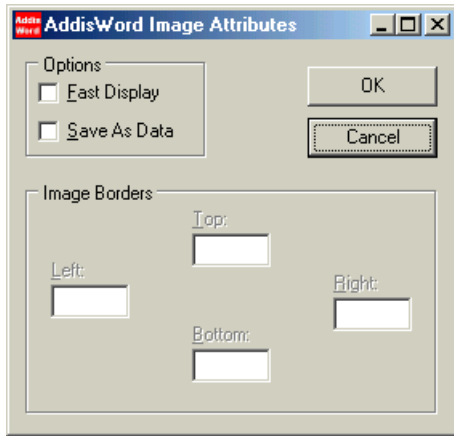 Addis Word AddisWord Image Attributes
Options
Fast Display
Save As Data
OK
Cancel
Image Borders
Top:
Left:
Right:
Bottom: